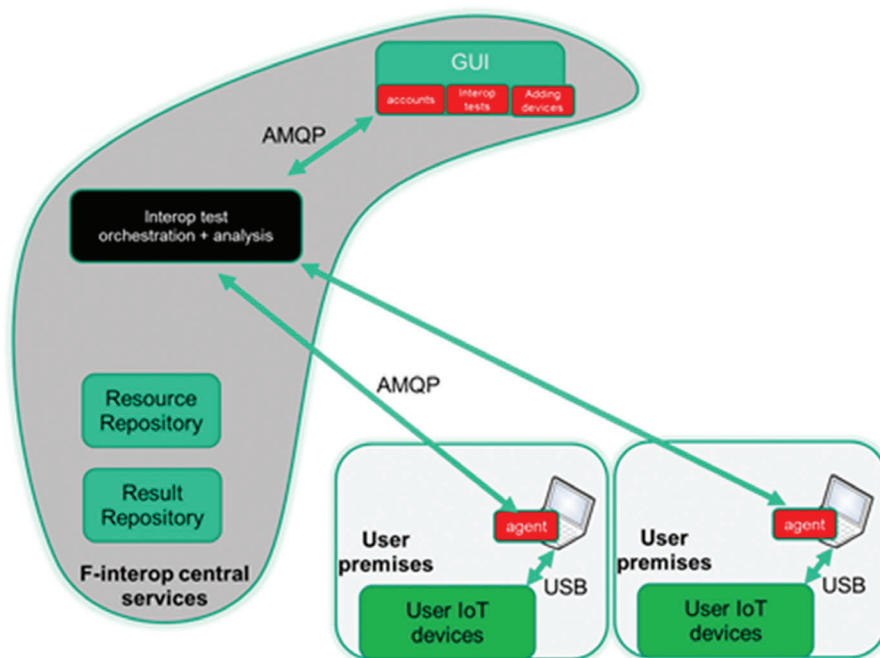 GUI
accounts
Interop
tests
Adding
devices
AMQP
Interop test
orchestration + analysis
AMQP
Resource
Repository
Result
Repository
F-interop central
services
agent
User
premises
USB
User IoT
devices
agent
User
premises
USB
User IoT
devices